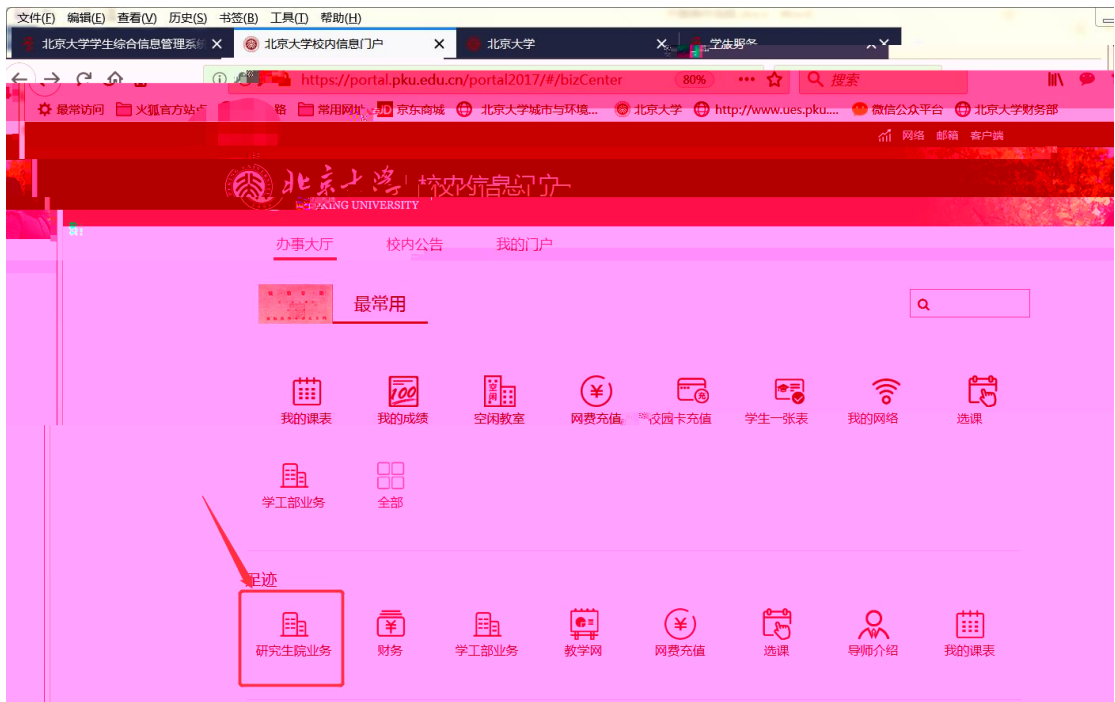 文件(F) 编辑(E) 查看(V) 历史(S) 书签(B) 工具(T) 帮助(H)
北京大学学生综合信息管理系统 北京大学校内信息门户 北京大学 学生服务
https://portal.pku.edu.cn/portal2017/#/bizCenter 80% 搜索
最常访问 火狐官方站点 常用网址 JD 京东商城 北京大学城市与环境... 北京大学 http://www.ues.pku.... 微信公众平台 北京大学财务部
网络 邮箱 客户端
北京大学 校内信息门户
PEKING UNIVERSITY
办事大厅 校内公告 我的门户
最常用
我的课表 我的成绩 空闲教室 网费充值 校园卡充值 学生一张表 我的网络 选课
学工部业务 全部
足迹
研究生院业务 财务 学工部业务 教学网 网费充值 选课 导师介绍 我的课表